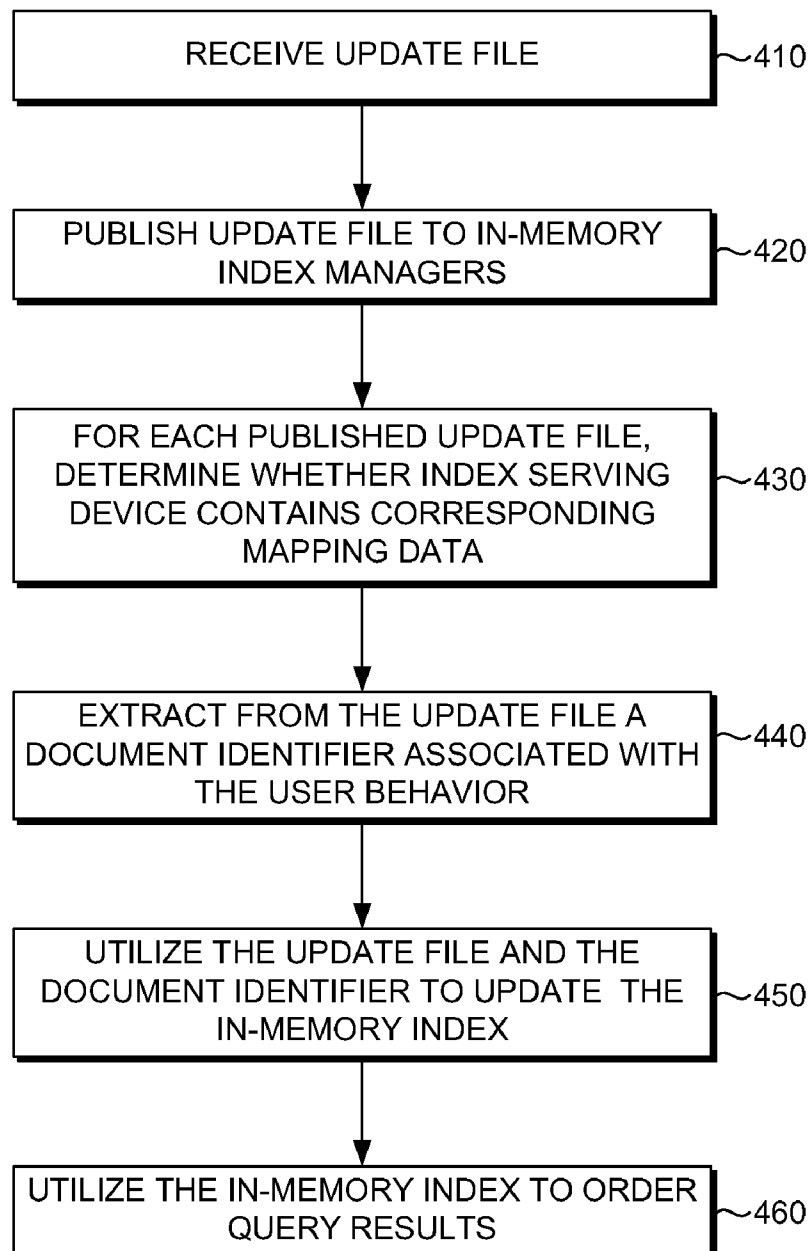 RECEIVE UPDATE FILE
410
PUBLISH UPDATE FILE TO IN-MEMORY
INDEX MANAGERS
420
FOR EACH PUBLISHED UPDATE FILE,
DETERMINE WHETHER INDEX SERVING
DEVICE CONTAINS CORRESPONDING
MAPPING DATA
430
EXTRACT FROM THE UPDATE FILE A
DOCUMENT IDENTIFIER ASSOCIATED WITH
THE USER BEHAVIOR
440
UTILIZE THE UPDATE FILE AND THE
DOCUMENT IDENTIFIER TO UPDATE THE
IN-MEMORY INDEX
450
UTILIZE THE IN-MEMORY INDEX TO ORDER
QUERY RESULTS
460